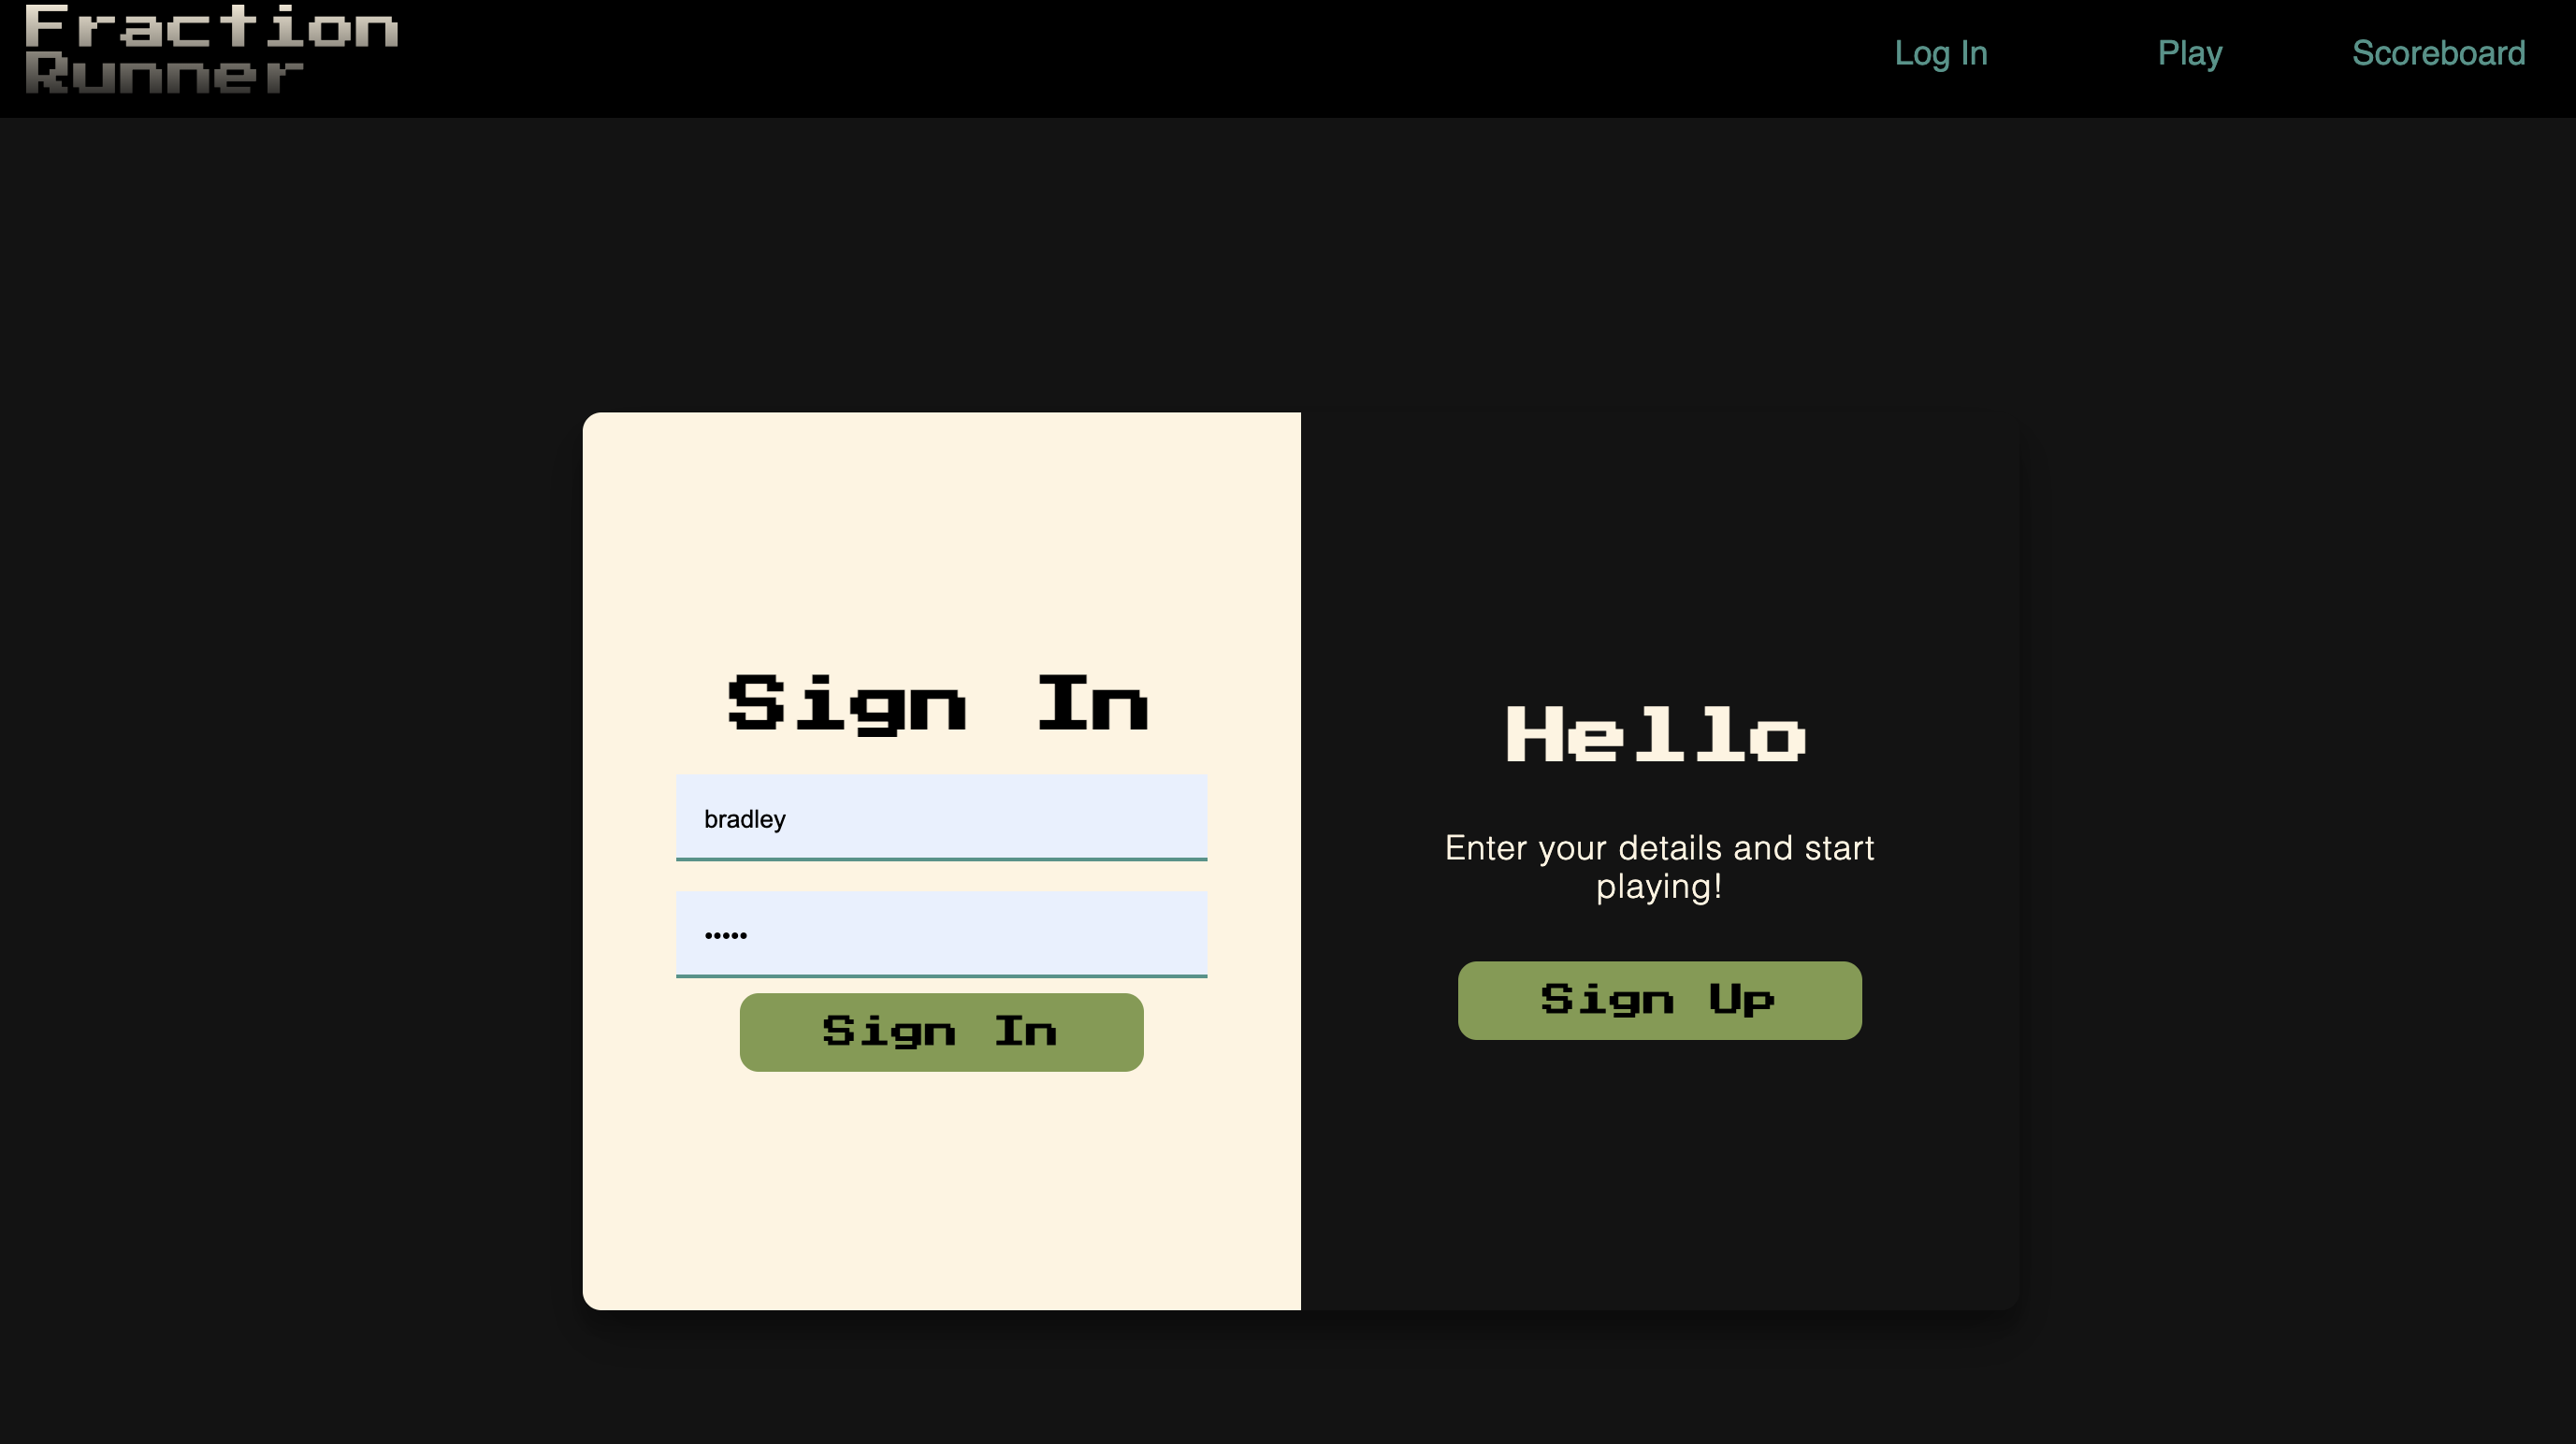 Fraction
Runner
Log In
Play
Scoreboard
Sign In
bradley
•••••
Sign In
Hello
Enter your details and start
playing!
Sign Up